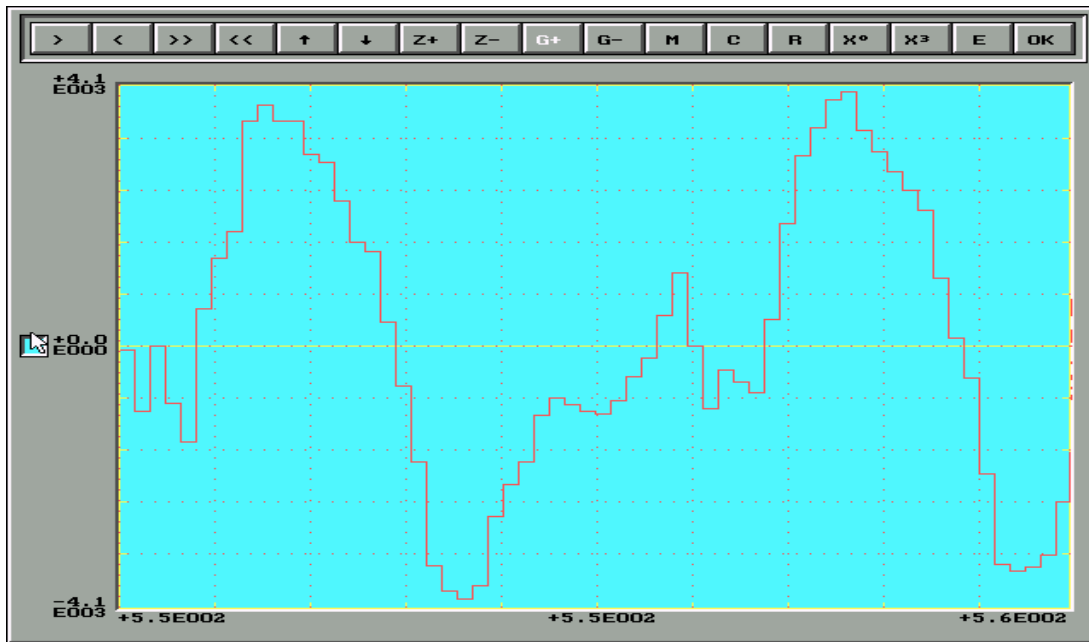 > < >> << ↑ ↓ Z+ Z- G+ G- M C R X° X³ E OK
+4.1
E003
+0.0
E000
-4.1
E003
+5.5E002 +5.5E002 +5.6E002